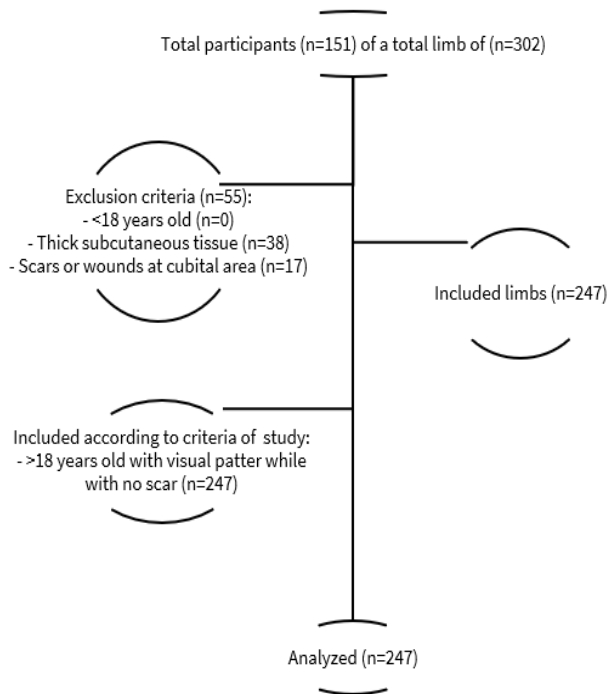 Total participants (n=151) of a total limb of (n=302)
Exclusion criteria (n=55):
- <18 years old (n=0)
- Thick subcutaneous tissue (n=38)
- Scars or wounds at cubital area (n=17)
Included limbs (n=247)
Included according to criteria of study:
- >18 years old with visual patter while
with no scar (n=247)
Analyzed (n=247)